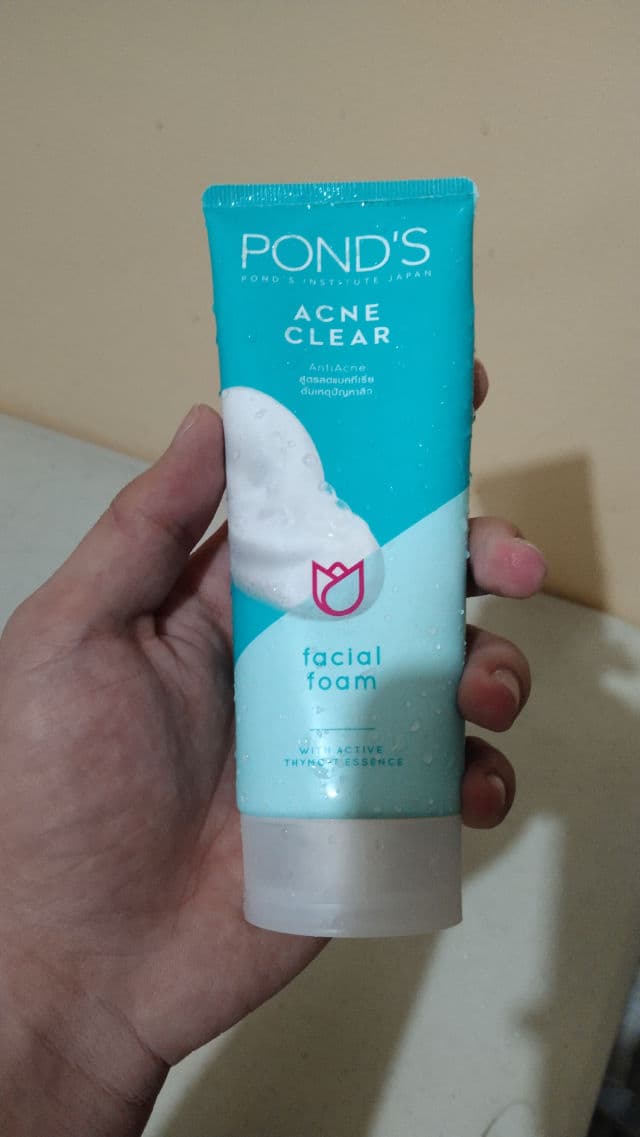 POND'S
POND'S INSTITUTE JAPAN
ACNE
CLEAR
AntiAcne
สูตรลดแบคทีเรีย
ต้นเหตุปัญหาสิว
facial
foam
WITH ACTIVE
THYMO-T ESSENCE